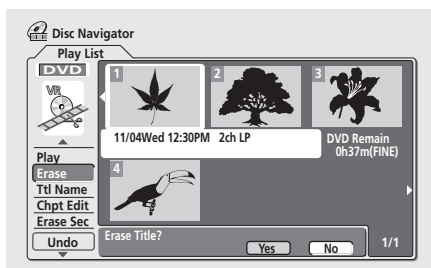 Disc Navigator
Play List
DVD
VR
1
2
3
11/04Wed 12:30PM 2ch LP
DVD Remain
0h37m(FINE)
4
Play
Erase
Ttl Name
Chpt Edit
Erase Sec
Undo
Erase Title?
Yes
No
1/1